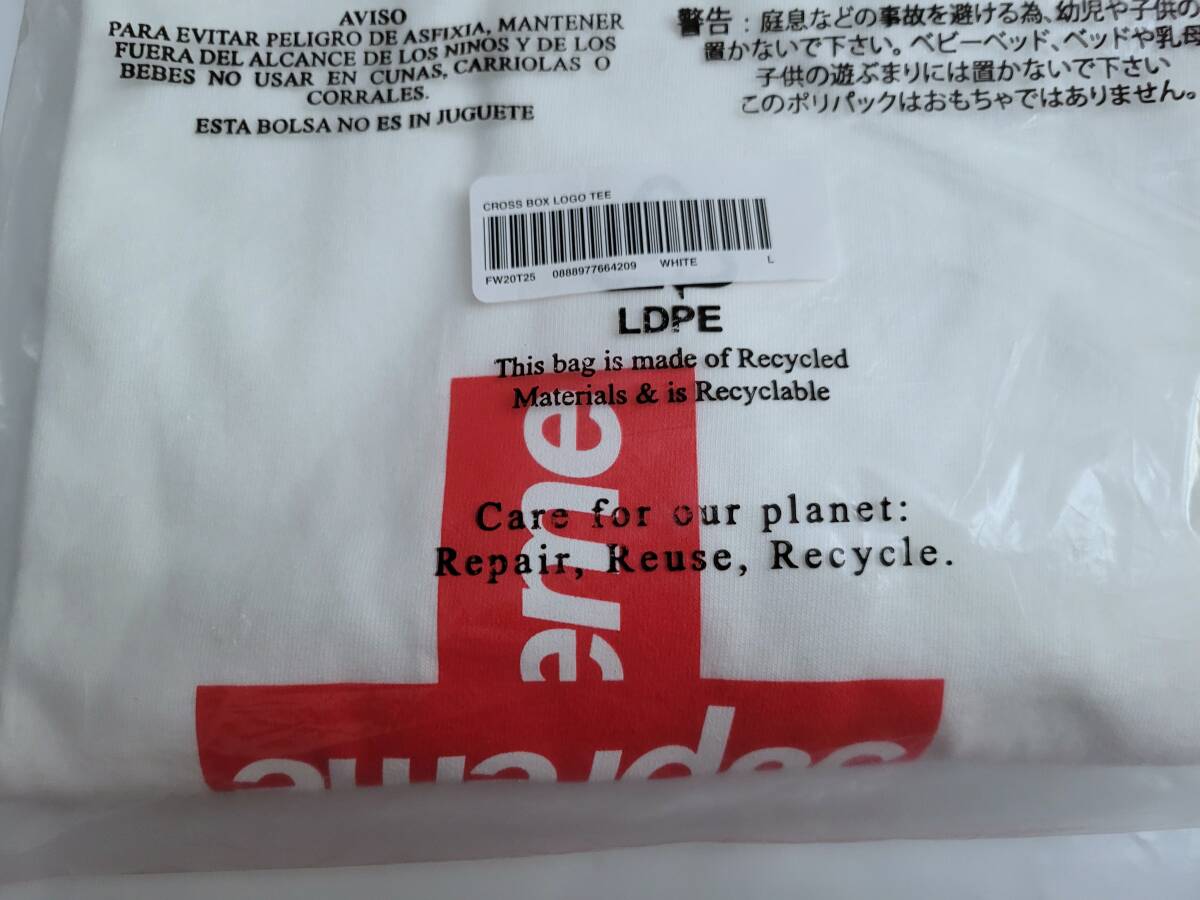 AVISO
PARA EVITAR PELIGRO DE ASFIXIA, MANTENER
FUERA DEL ALCANCE DE LOS NINOS Y DE LOS
BEBES NO USAR EN CUNAS, CARRIOLAS O
CORRALES.
ESTA BOLSA NO ES IN JUGUETE
警告:庭息などの事故を避ける為、幼児や子供の
置かないで下さい。ベビーベッド、ベッドや乳母
子供の遊ぶまりには置かないで下さい
このポリパックはおもちゃではありません。
CROSS BOX LOGO TEE
FW20T25 0888977664209 WHITE L
LDPE
This bag is made of Recycled
Materials & is Recyclable
Care for our planet:
Repair, Reuse, Recycle.
eme
Supreme